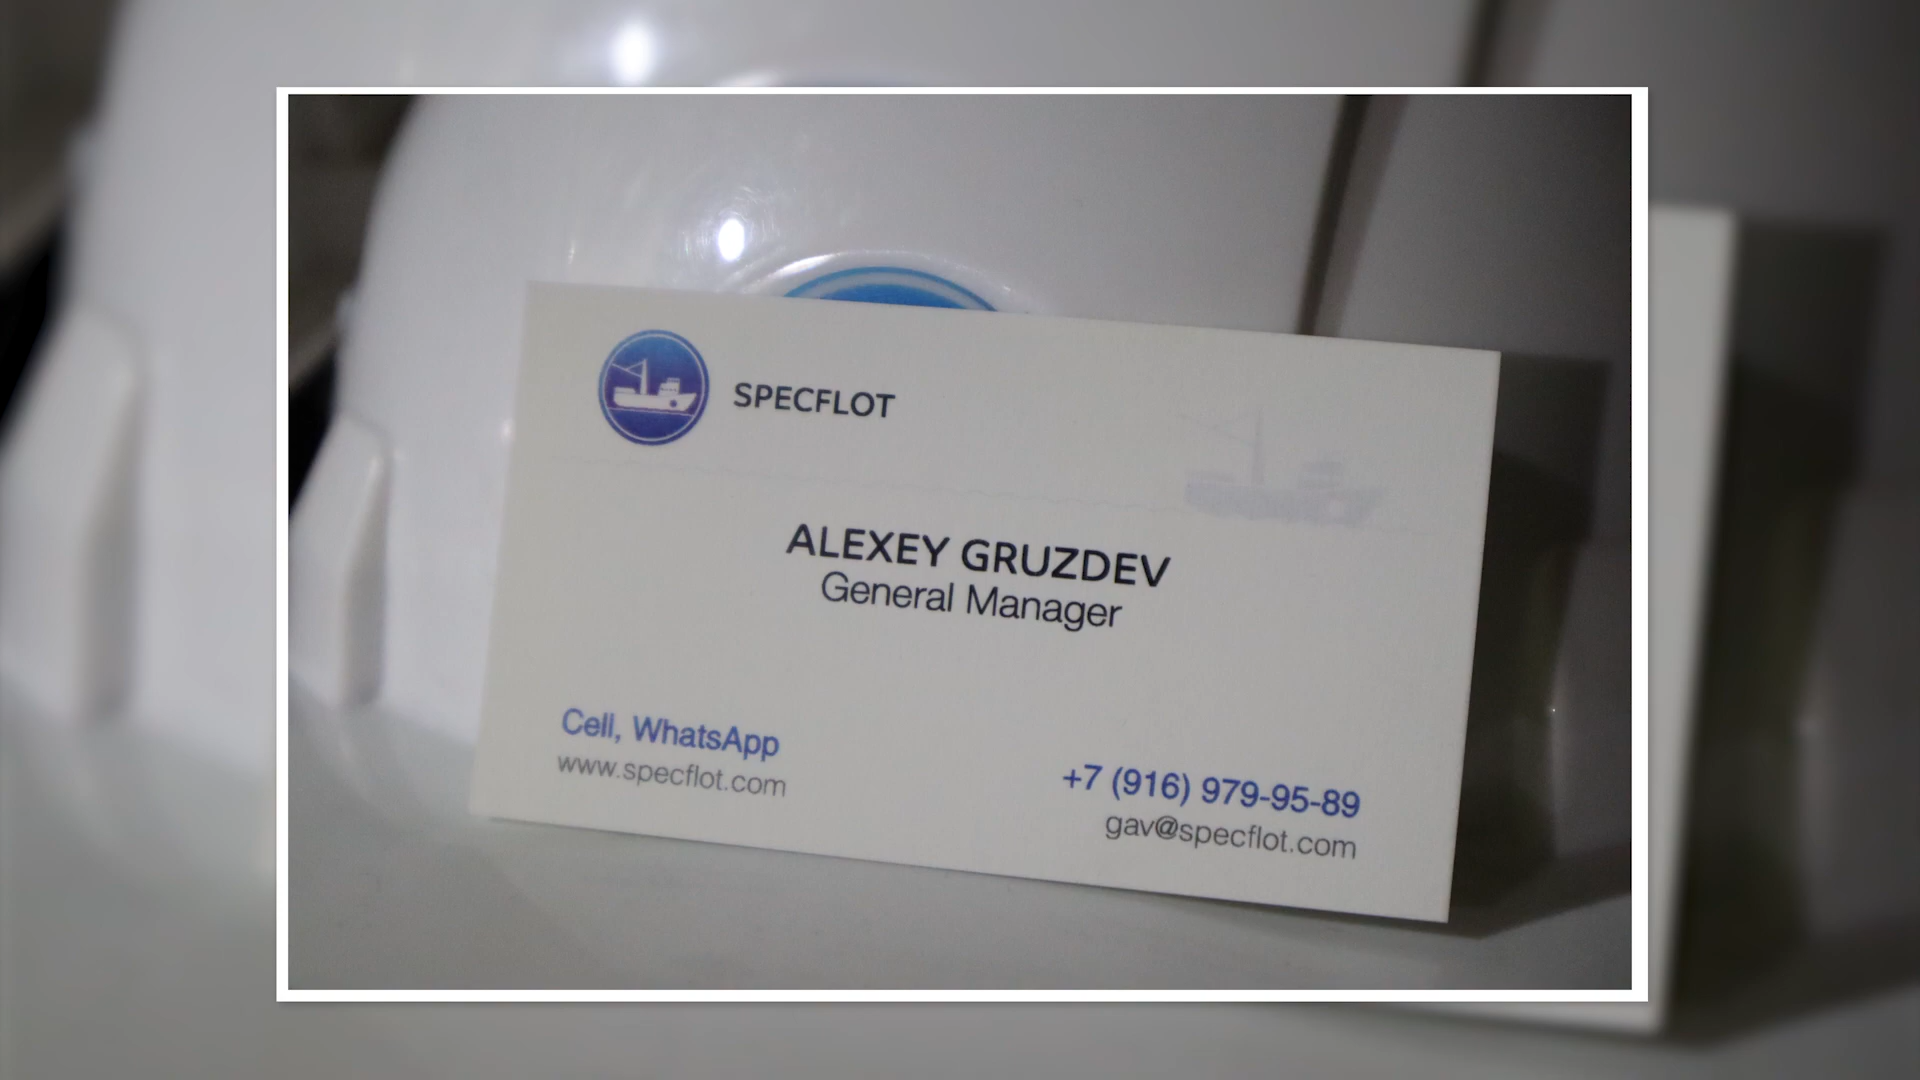 SPECFLOT
ALEXEY GRUZDEV
General Manager
Cell, WhatsApp
www.specflot.com
+7 (916) 979-95-89
gav@specflot.com